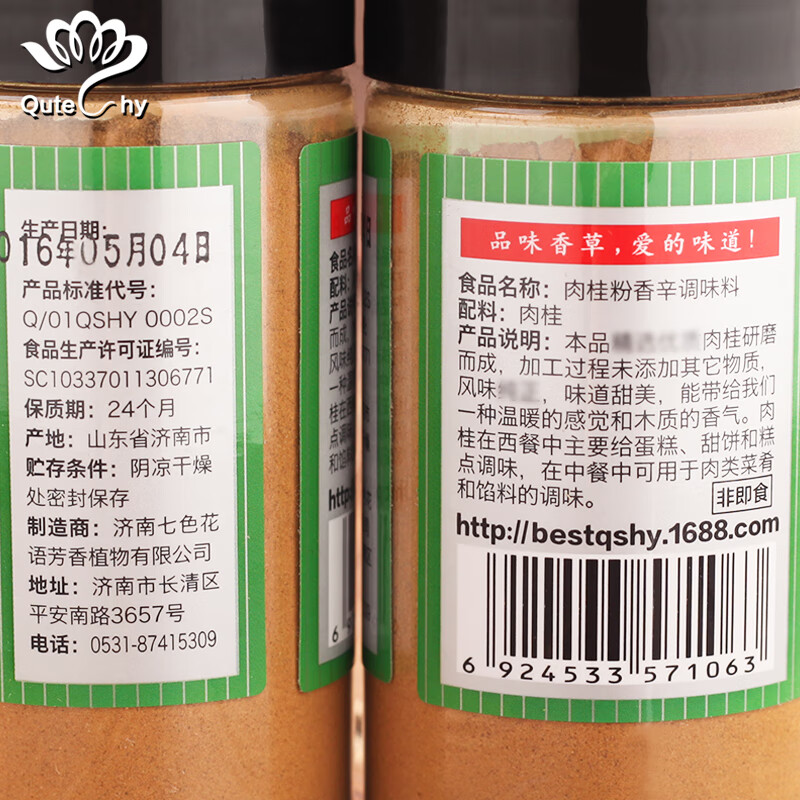 Qute hy
生产日期：
016年05月04日
产品标准代号：
Q/01QSHY 0002S
食品生产许可证编号：
SC10337011306771
保质期：24个月
产地：山东省济南市
贮存条件：阴凉干燥
处密封保存
制造商：济南七色花
语芳香植物有限公司
地址：济南市长清区
平安南路3657号
电话：0531-87415309
品味香草，爱的味道！
食品名称：肉桂粉香辛调味料
配料：肉桂
产品说明：本品 肉桂研磨
而成，加工过程未添加其它物质，
风味 ，味道甜美，能带给我们
一种温暖的感觉和木质的香气。肉
桂在西餐中主要给蛋糕、甜饼和糕
点调味，在中餐中可用于肉类菜肴
和馅料的调味。
非即食
http://bestqshy.1688.com
6 924533 571063